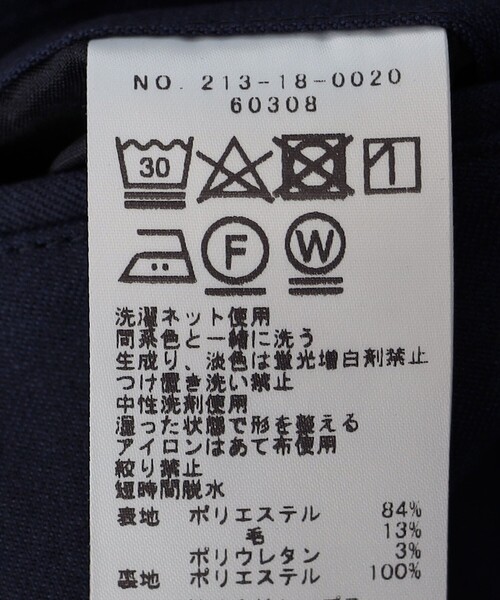 NO. 213-18-0020
60308
30
F W
洗濯ネット使用
同系色と一緒に洗う
生成り、淡色は蛍光増白剤禁止
つけ置き洗い禁止
中性洗剤使用
濡った状態で形を整える
アイロンはあて布使用
絞り禁止
短時間脱水
表地 ポリエステル 84%
毛 13%
ポリウレタン 3%
裏地 ポリエステル 100%